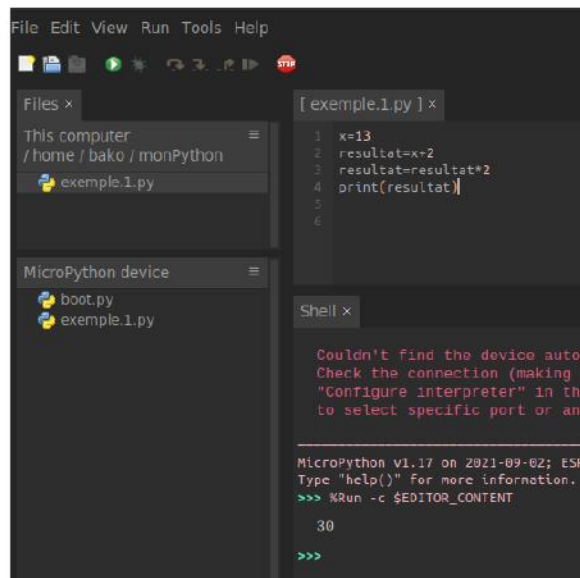 File Edit View Run Tools Help
STOP
Files ×
This computer
/ home / bako / monPython
exemple.1.py
MicroPython device
boot.py
exemple.1.py
[ exemple.1.py ] ×
1 x=13
2 resultat=x+2
3 resultat=resultat*2
4 print(resultat)
5
6
Shell ×
Couldn't find the device auto
Check the connection (making
"Configure interpreter" in th
to select specific port or an
MicroPython v1.17 on 2021-09-02; ESP
Type "help()" for more information.
>>> %Run -c $EDITOR_CONTENT
30
>>>